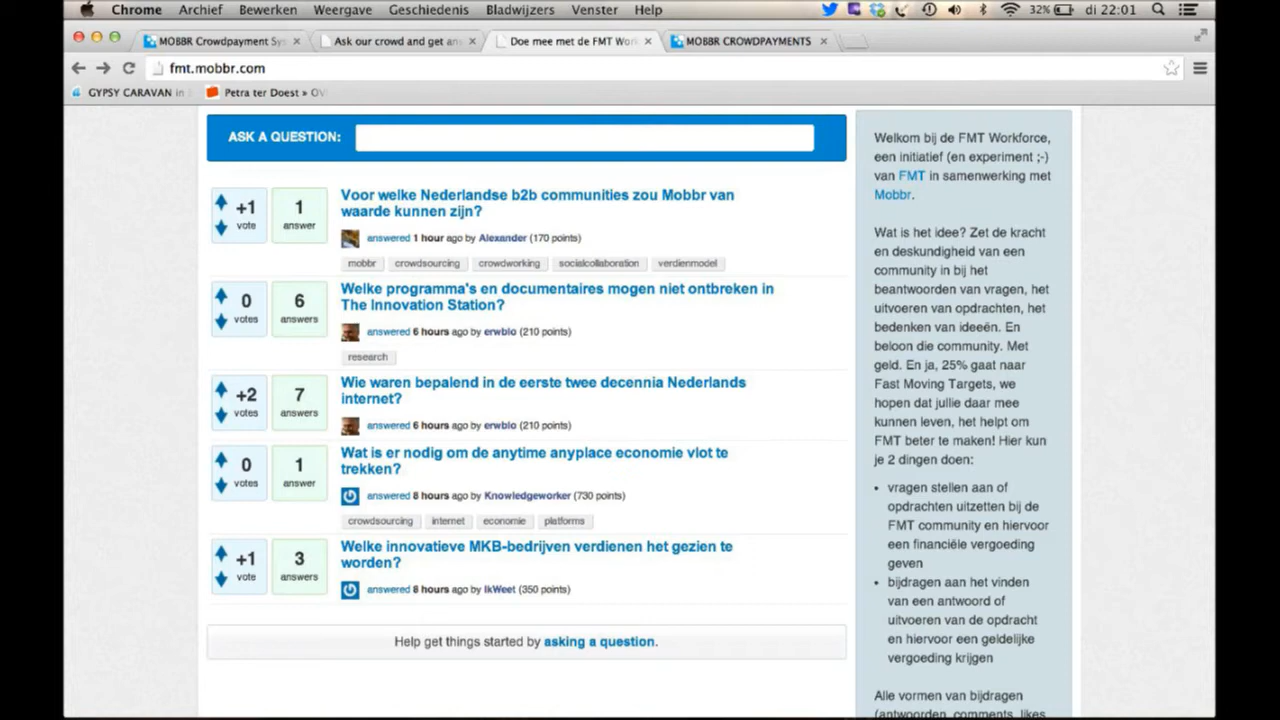 Chrome Archief Bewerken Weergave Geschiedenis Bladwijzers Venster Help 32% di 22:01
MOBBR Crowdpayment Sys × Ask our crowd and get an × Doe mee met de FMT Wor × MOBBR CROWDPAYMENTS ×
fmt.mobbr.com
GYPSY CARAVAN in Petra ter Doest » OV
ASK A QUESTION:
+1
vote
1
answer
Voor welke Nederlandse b2b communities zou Mobbr van
waarde kunnen zijn?
answered 1 hour ago by Alexander (170 points)
mobbr crowdsourcing crowdworking socialcollaboration verdienmodel
0
votes
6
answers
Welke programma's en documentaires mogen niet ontbreken in
The Innovation Station?
answered 6 hours ago by erwblo (210 points)
research
+2
votes
7
answers
Wie waren bepalend in de eerste twee decennia Nederlands
internet?
answered 6 hours ago by erwblo (210 points)
0
votes
1
answer
Wat is er nodig om de anytime anyplace economie vlot te
trekken?
answered 8 hours ago by Knowledgeworker (730 points)
crowdsourcing internet economie platforms
+1
vote
3
answers
Welke innovatieve MKB-bedrijven verdienen het gezien te
worden?
answered 8 hours ago by IkWeet (350 points)
Help get things started by asking a question.
Welkom bij de FMT Workforce,
een initiatief (en experiment ;-)
van FMT in samenwerking met
Mobbr.
Wat is het idee? Zet de kracht
en deskundigheid van een
community in bij het
beantwoorden van vragen, het
uitvoeren van opdrachten, het
bedenken van ideeën. En
beloon die community. Met
geld. En ja, 25% gaat naar
Fast Moving Targets, we
hopen dat jullie daar mee
kunnen leven, het helpt om
FMT beter te maken! Hier kun
je 2 dingen doen:
• vragen stellen aan of
opdrachten uitzetten bij de
FMT community en hiervoor
een financiële vergoeding
geven
• bijdragen aan het vinden
van een antwoord of
uitvoeren van de opdracht
en hiervoor een geldelijke
vergoeding krijgen
Alle vormen van bijdragen
(antwoorden, comments, likes